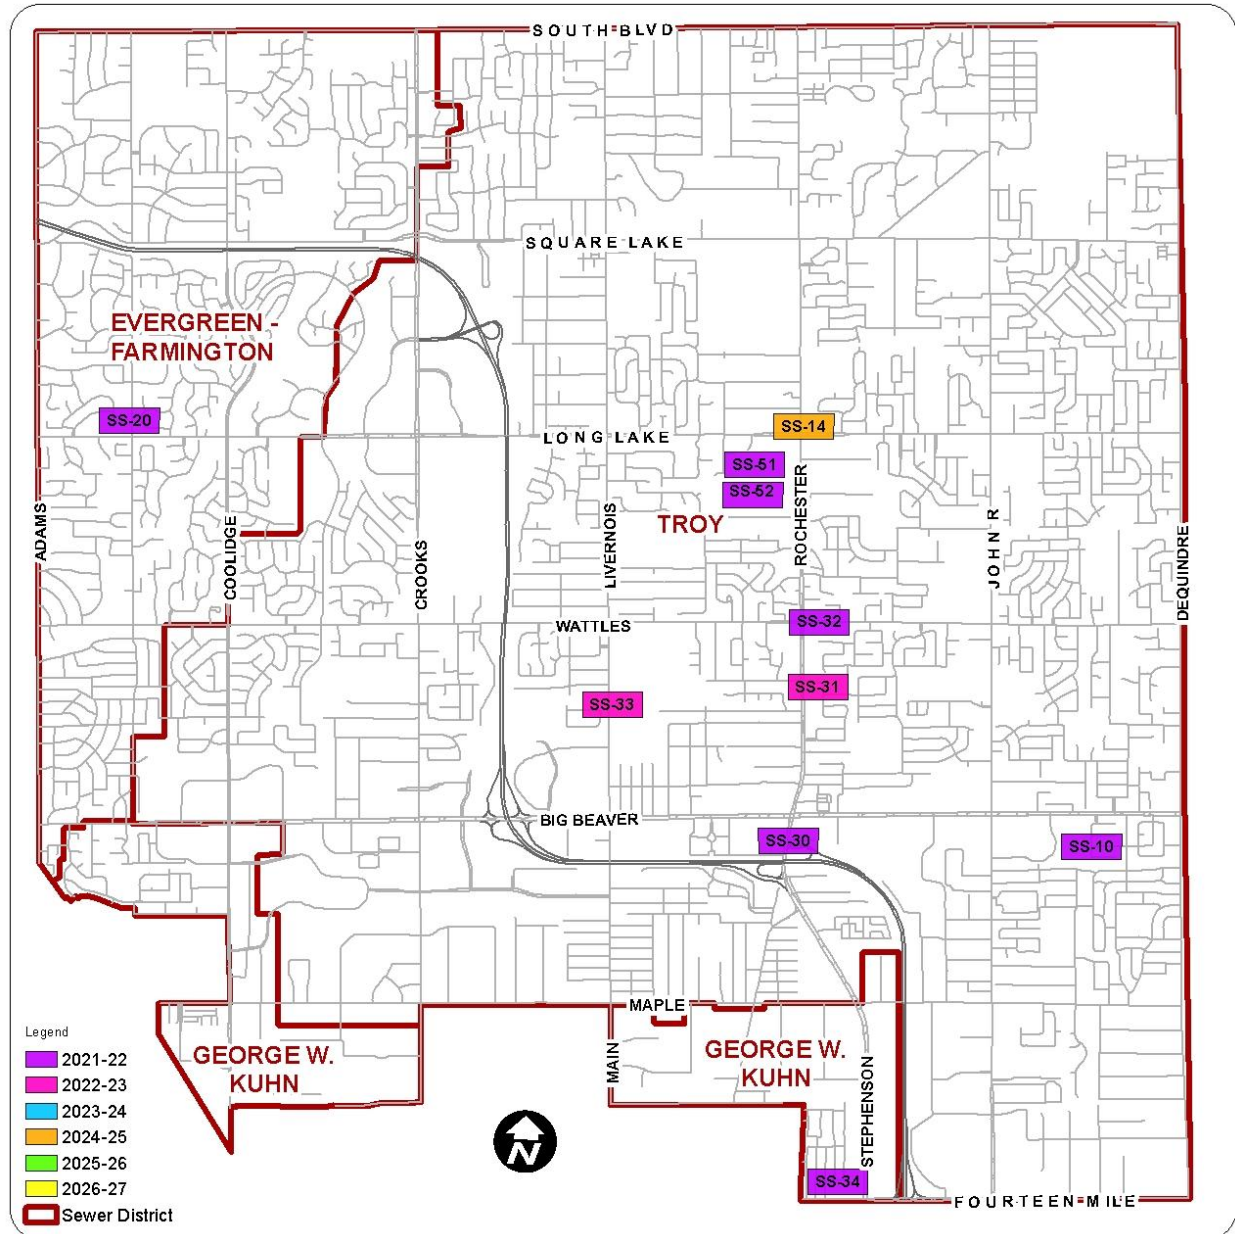 SOUTH BLVD
SQUARE LAKE
EVERGREEN -
FARMINGTON
SS-20
SS-14
LONG LAKE
SS-51
SS-52
TROY
ADAMS
COOLIDGE
CROOKS
LIVERNOIS
ROCHESTER
JOHN R
DEQUINDRE
SS-32
WATTLES
SS-31
SS-33
BIG BEAVER
SS-30
SS-10
MAPLE
GEORGE W.
KUHN
MAIN
GEORGE W.
KUHN
STEPHENSON
SS-34
FOURTEEN MILE
N
Legend
2021-22
2022-23
2023-24
2024-25
2025-26
2026-27
Sewer District